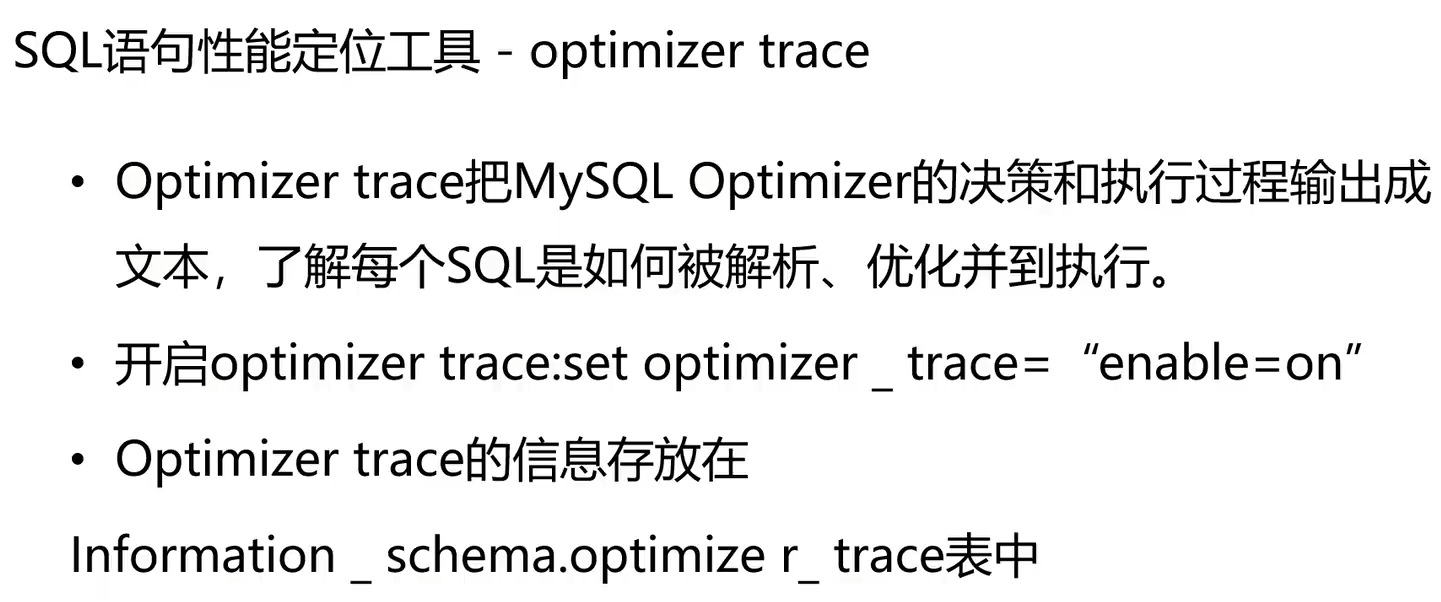 SQL语句性能定位工具 - optimizer trace
• Optimizer trace把MySQL Optimizer的决策和执行过程输出成
文本，了解每个SQL是如何被解析、优化并到执行。
• 开启optimizer trace:set optimizer _ trace=“enable=on”
• Optimizer trace的信息存放在
Information _ schema.optimize r_ trace表中